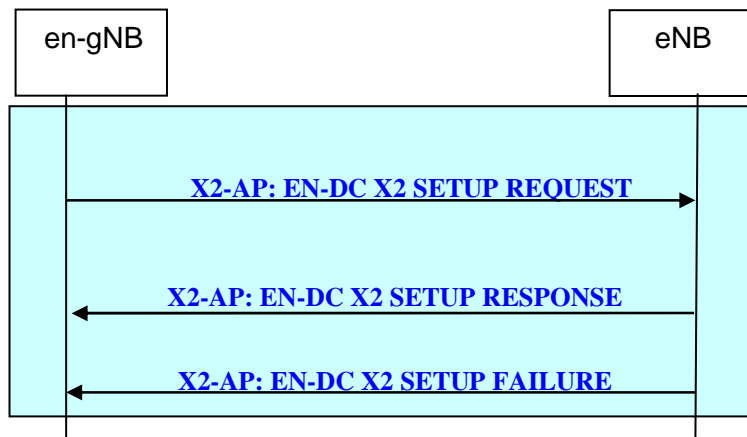 en-gNB
eNB
X2-AP: EN-DC X2 SETUP REQUEST
X2-AP: EN-DC X2 SETUP RESPONSE
X2-AP: EN-DC X2 SETUP FAILURE